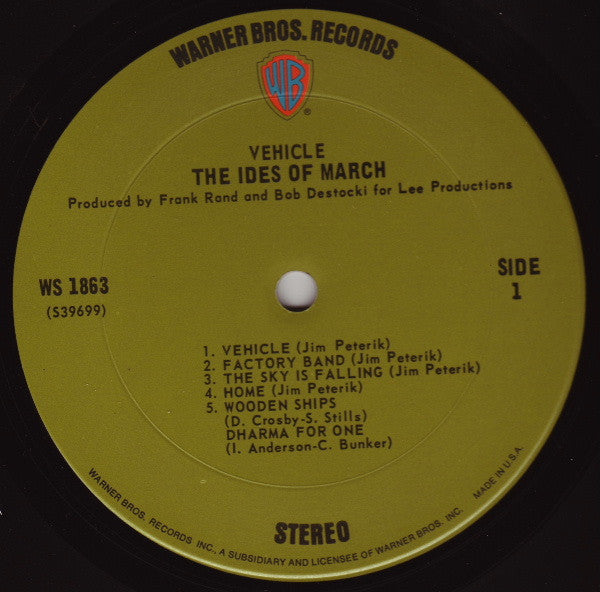 WARNER BROS. RECORDS
WB
®
VEHICLE
THE IDES OF MARCH
Produced by Frank Rand and Bob Destocki for Lee Productions
WS 1863
(S39699)
SIDE
1
1. VEHICLE (Jim Peterik)
2. FACTORY BAND (Jim Peterik)
3. THE SKY IS FALLING (Jim Peterik)
4. HOME (Jim Peterik)
5. WOODEN SHIPS
(D. Crosby-S. Stills)
DHARMA FOR ONE
(I. Anderson-C. Bunker)
STEREO
WARNER BROS. RECORDS INC., A SUBSIDIARY AND LICENSEE OF WARNER BROS. INC. MADE IN U.S.A.